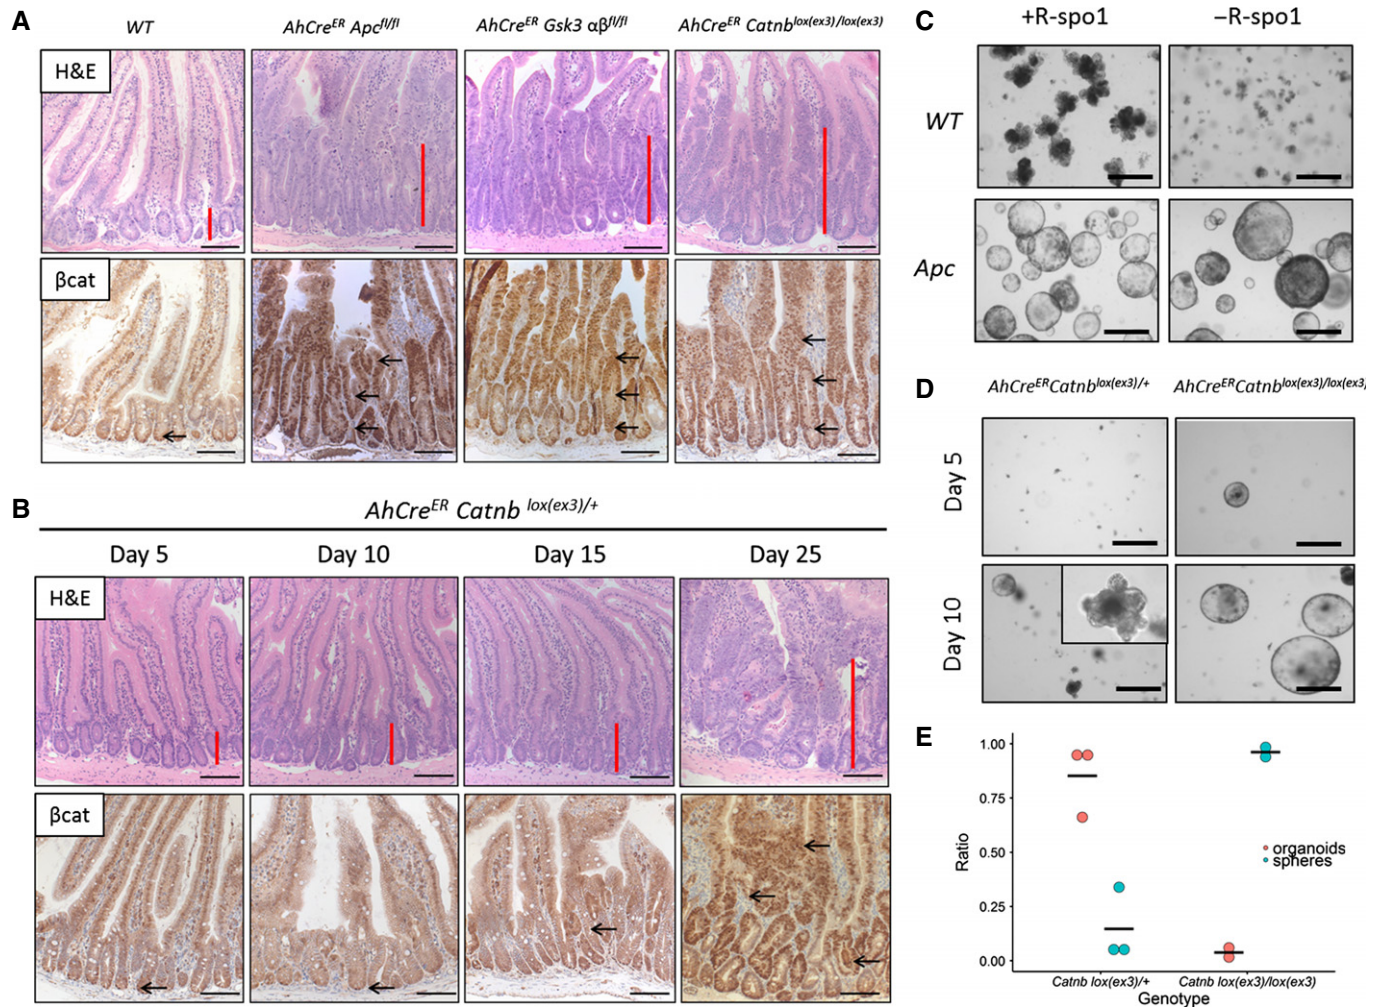 A
WT
AhCreER Apcfl/fl
AhCreER Gsk3 αβfl/fl
AhCreER Catnblox(ex3)/lox(ex3)
H&E
βcat
B
AhCreER Catnb lox(ex3)/+
Day 5
Day 10
Day 15
Day 25
H&E
βcat
C
+R-spo1
−R-spo1
WT
Apc
D
AhCreERCatnblox(ex3)/+
AhCreERCatnblox(ex3)/lox(ex3)
Day 5
Day 10
E
1.00
0.75
0.50
0.25
0.00
Ratio
organoids
spheres
Catnb lox(ex3)/+
Catnb lox(ex3)/lox(ex3)
Genotype